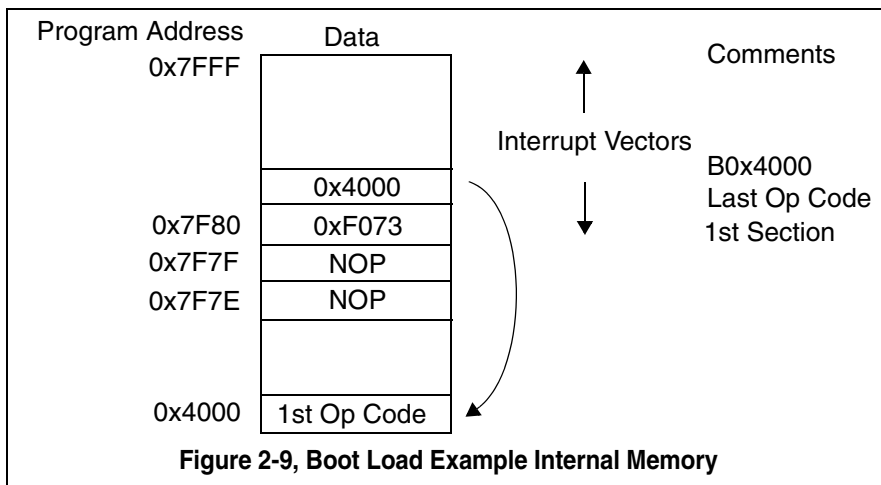 Program Address Data
0x7FFF
Comments
Interrupt Vectors
B0x4000
0x4000
Last Op Code
0x7F80 0xF073
1st Section
0x7F7F NOP
0x7F7E NOP
0x4000 1st Op Code
Figure 2-9, Boot Load Example Internal Memory